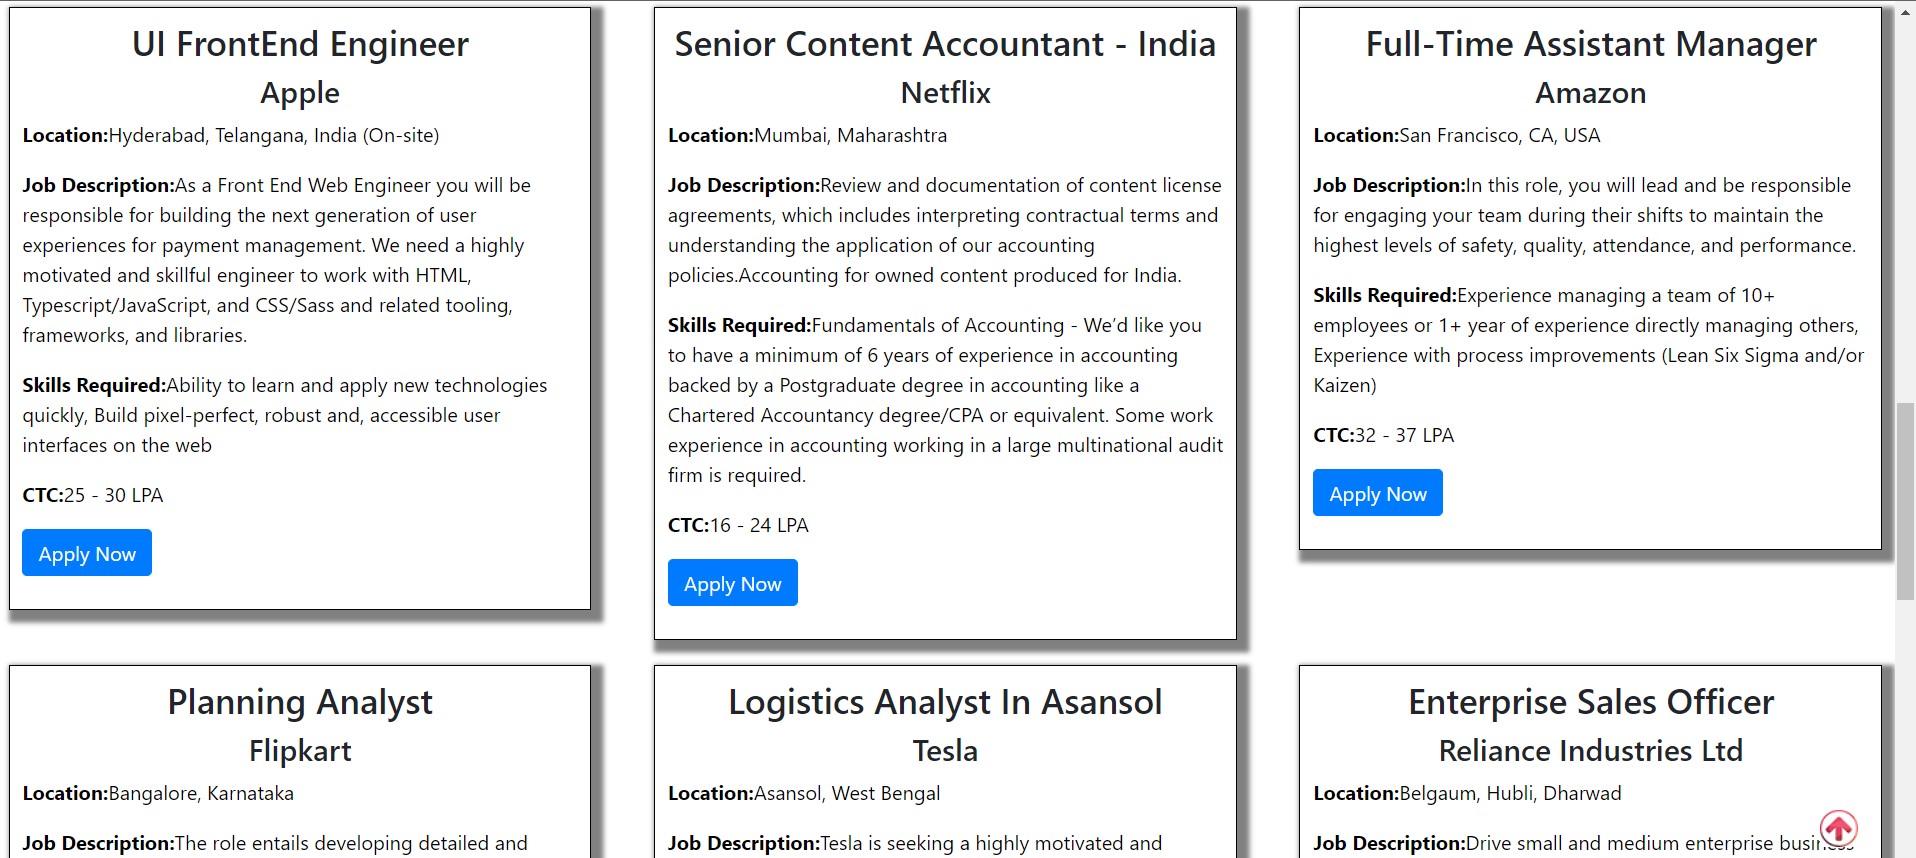 UI FrontEnd Engineer
Apple
Location:Hyderabad, Telangana, India (On-site)
Job Description:As a Front End Web Engineer you will be
responsible for building the next generation of user
experiences for payment management. We need a highly
motivated and skillful engineer to work with HTML,
Typescript/JavaScript, and CSS/Sass and related tooling,
frameworks, and libraries.
Skills Required:Ability to learn and apply new technologies
quickly, Build pixel-perfect, robust and, accessible user
interfaces on the web
CTC:25 - 30 LPA
Apply Now
Senior Content Accountant - India
Netflix
Location:Mumbai, Maharashtra
Job Description:Review and documentation of content license
agreements, which includes interpreting contractual terms and
understanding the application of our accounting
policies.Accounting for owned content produced for India.
Skills Required:Fundamentals of Accounting - We’d like you
to have a minimum of 6 years of experience in accounting
backed by a Postgraduate degree in accounting like a
Chartered Accountancy degree/CPA or equivalent. Some work
experience in accounting working in a large multinational audit
firm is required.
CTC:16 - 24 LPA
Apply Now
Full-Time Assistant Manager
Amazon
Location:San Francisco, CA, USA
Job Description:In this role, you will lead and be responsible
for engaging your team during their shifts to maintain the
highest levels of safety, quality, attendance, and performance.
Skills Required:Experience managing a team of 10+
employees or 1+ year of experience directly managing others,
Experience with process improvements (Lean Six Sigma and/or
Kaizen)
CTC:32 - 37 LPA
Apply Now
Planning Analyst
Flipkart
Location:Bangalore, Karnataka
Job Description:The role entails developing detailed and
Logistics Analyst In Asansol
Tesla
Location:Asansol, West Bengal
Job Description:Tesla is seeking a highly motivated and
Enterprise Sales Officer
Reliance Industries Ltd
Location:Belgaum, Hubli, Dharwad
Job Description:Drive small and medium enterprise business